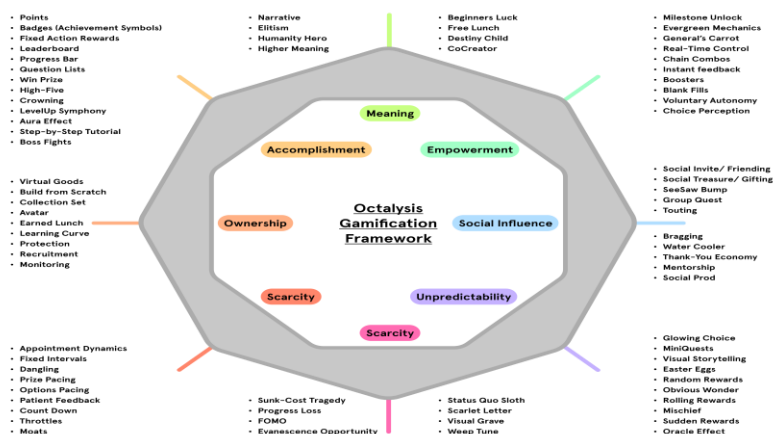 • Points
• Badges (Achievement Symbols)
• Fixed Action Rewards
• Leaderboard
• Progress Bar
• Question Lists
• Win Prize
• High-Five
• Crowning
• LevelUp Symphony
• Aura Effect
• Step-by-Step Tutorial
• Boss Fights
• Narrative
• Elitism
• Humanity Hero
• Higher Meaning
• Beginners Luck
• Free Lunch
• Destiny Child
• CoCreator
• Milestone Unlock
• Evergreen Mechanics
• General's Carrot
• Real-Time Control
• Chain Combos
• Instant feedback
• Boosters
• Blank Fills
• Voluntary Autonomy
• Choice Perception
Meaning
Accomplishment
Empowerment
• Virtual Goods
• Build from Scratch
• Collection Set
• Avatar
• Earned Lunch
• Learning Curve
• Protection
• Recruitment
• Monitoring
Ownership
Octalysis
Gamification
Framework
Social Influence
• Social Invite/ Friending
• Social Treasure/ Gifting
• SeeSaw Bump
• Group Quest
• Touting
• Bragging
• Water Cooler
• Thank-You Economy
• Mentorship
• Social Prod
Scarcity
Unpredictability
Scarcity
• Appointment Dynamics
• Fixed Intervals
• Dangling
• Prize Pacing
• Options Pacing
• Patient Feedback
• Count Down
• Throttles
• Moats
• Sunk-Cost Tragedy
• Progress Loss
• FOMO
• Evanescence Opportunity
• Status Quo Sloth
• Scarlet Letter
• Visual Grave
• Weep Tune
• Glowing Choice
• MiniQuests
• Visual Storytelling
• Easter Eggs
• Random Rewards
• Obvious Wonder
• Rolling Rewards
• Mischief
• Sudden Rewards
• Oracle Effect